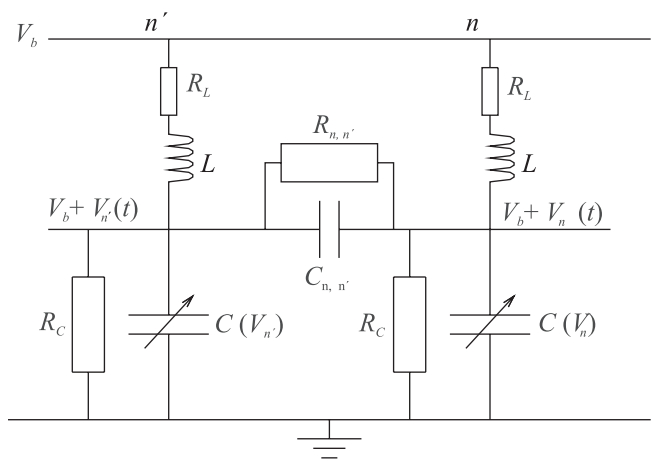 V_b n´ n
R_L R_L
R_{n, n´}
L L
V_b + V_{n´}(t) V_b + V_n (t)
C_{n, n´}
R_C C (V_{n´}) R_C C (V_n)